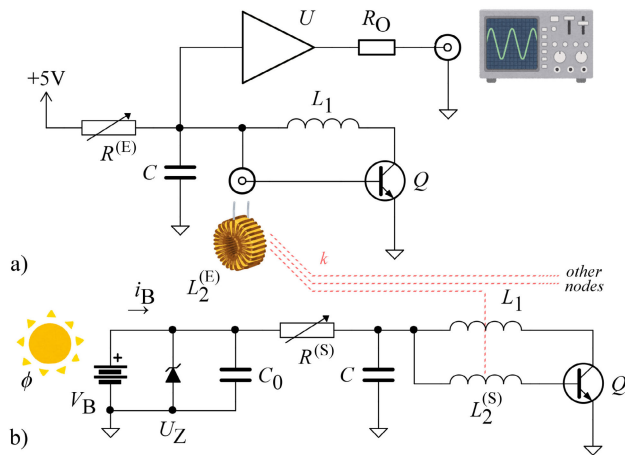 U
R_O
+5V
R^(E)
C
L_1
Q
a)
L_2^(E)
k
other
nodes
i_B
L_1
ϕ
V_B
+
U_Z
C_0
R^(S)
C
L_2^(S)
Q
b)